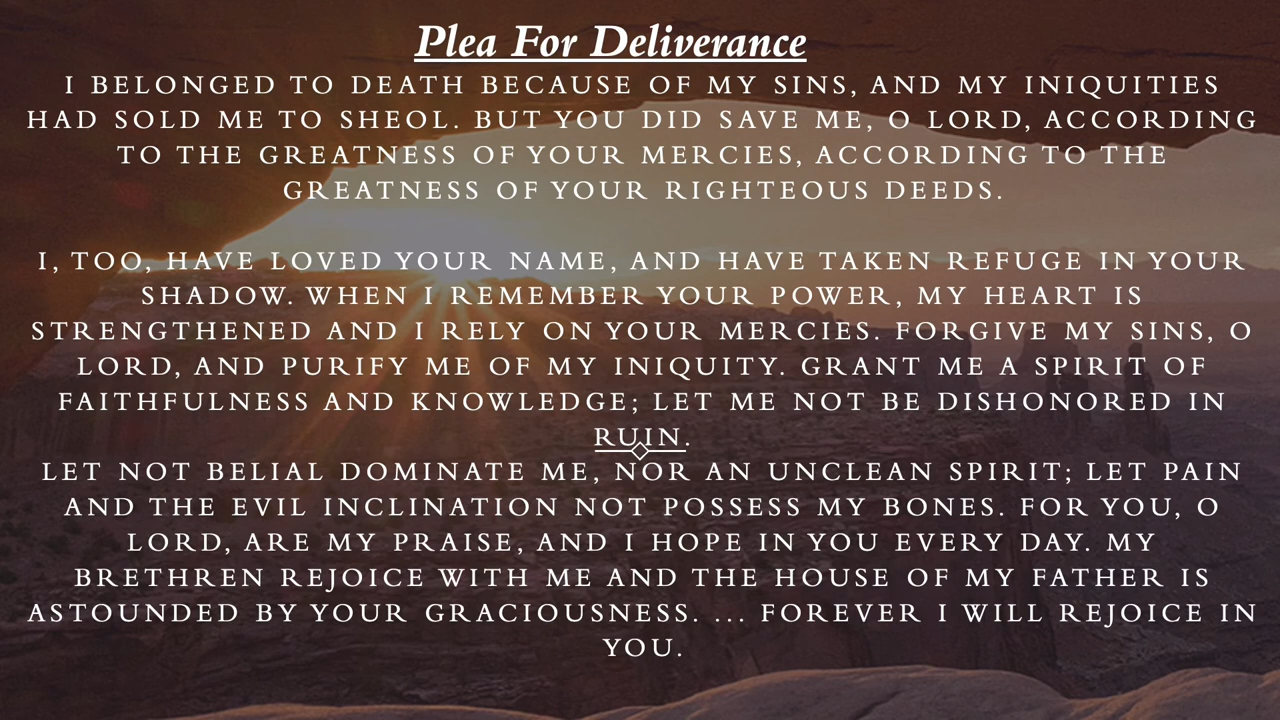 Plea For Deliverance
I BELONGED TO DEATH BECAUSE OF MY SINS, AND MY INIQUITIES
HAD SOLD ME TO SHEOL. BUT YOU DID SAVE ME, O LORD, ACCORDING
TO THE GREATNESS OF YOUR MERCIES, ACCORDING TO THE
GREATNESS OF YOUR RIGHTEOUS DEEDS.
I, TOO, HAVE LOVED YOUR NAME, AND HAVE TAKEN REFUGE IN YOUR
SHADOW. WHEN I REMEMBER YOUR POWER, MY HEART IS
STRENGTHENED AND I RELY ON YOUR MERCIES. FORGIVE MY SINS, O
LORD, AND PURIFY ME OF MY INIQUITY. GRANT ME A SPIRIT OF
FAITHFULNESS AND KNOWLEDGE; LET ME NOT BE DISHONORED IN
RUIN.
LET NOT BELIAL DOMINATE ME, NOR AN UNCLEAN SPIRIT; LET PAIN
AND THE EVIL INCLINATION NOT POSSESS MY BONES. FOR YOU, O
LORD, ARE MY PRAISE, AND I HOPE IN YOU EVERY DAY. MY
BRETHREN REJOICE WITH ME AND THE HOUSE OF MY FATHER IS
ASTOUNDED BY YOUR GRACIOUSNESS. ... FOREVER I WILL REJOICE IN
YOU.